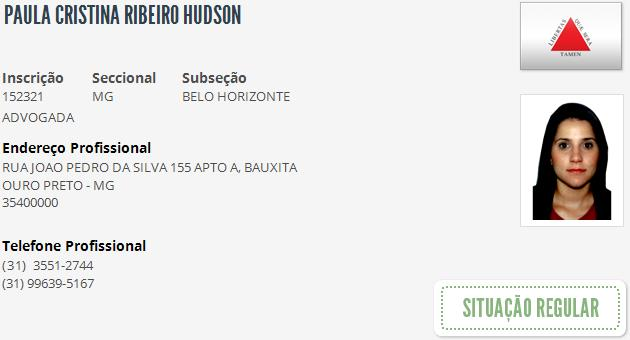 PAULA CRISTINA RIBEIRO HUDSON
LIBERTAS QUÆ SERA
TAMEN
Inscrição Seccional Subseção
152321 MG BELO HORIZONTE
ADVOGADA
Endereço Profissional
RUA JOAO PEDRO DA SILVA 155 APTO A, BAUXITA
OURO PRETO - MG
35400000
Telefone Profissional
(31) 3551-2744
(31) 99639-5167
SITUAÇÃO REGULAR